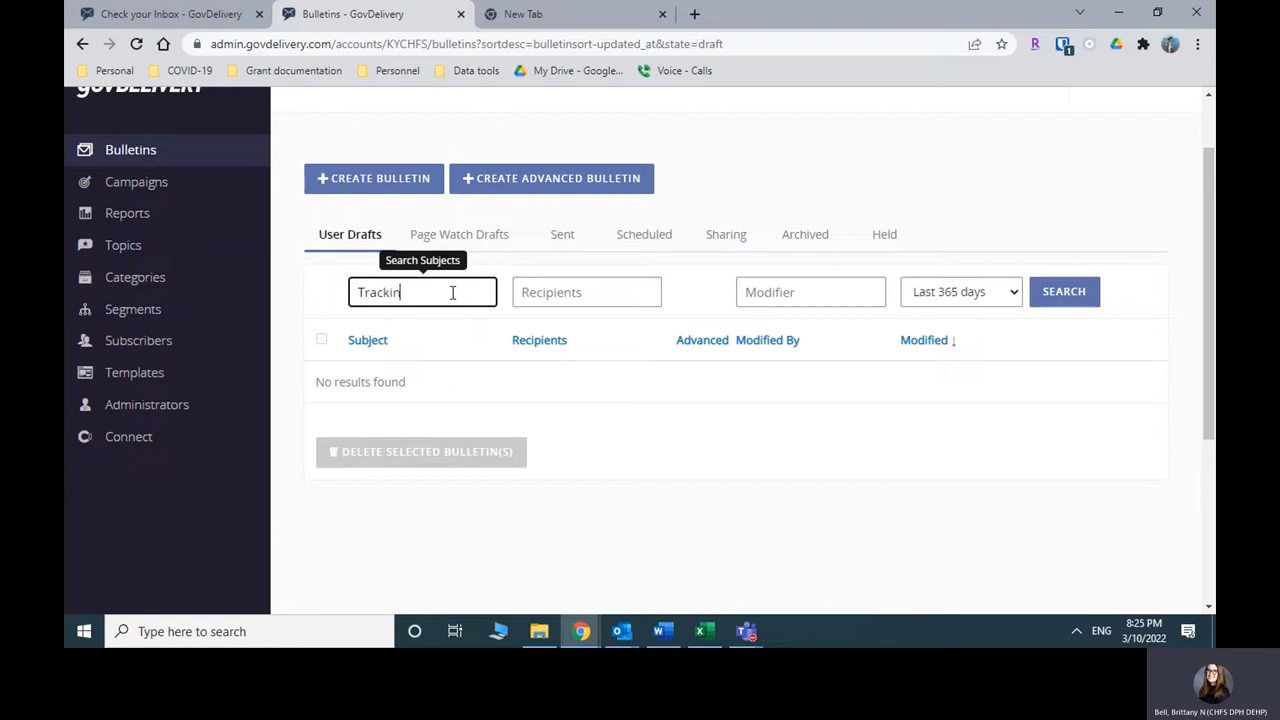 Check your Inbox - GovDelivery
Bulletins - GovDelivery
New Tab
admin.govdelivery.com/accounts/KYCHFS/bulletins?sortdesc=bulletinsort-updated_at&state=draft
Personal
COVID-19
Grant documentation
Personnel
Data tools
My Drive - Google...
Voice - Calls
GOVDELIVERY
Bulletins
Campaigns
Reports
Topics
Categories
Segments
Subscribers
Templates
Administrators
Connect
CREATE BULLETIN
CREATE ADVANCED BULLETIN
User Drafts
Page Watch Drafts
Sent
Scheduled
Sharing
Archived
Held
Search Subjects
Trackin
Recipients
Modifier
Last 365 days
SEARCH
Subject
Recipients
Advanced
Modified By
Modified ↓
No results found
DELETE SELECTED BULLETIN(S)
Type here to search
ENG
8:25 PM
3/10/2022
Bell, Brittany N (CHFS DPH DEHP)